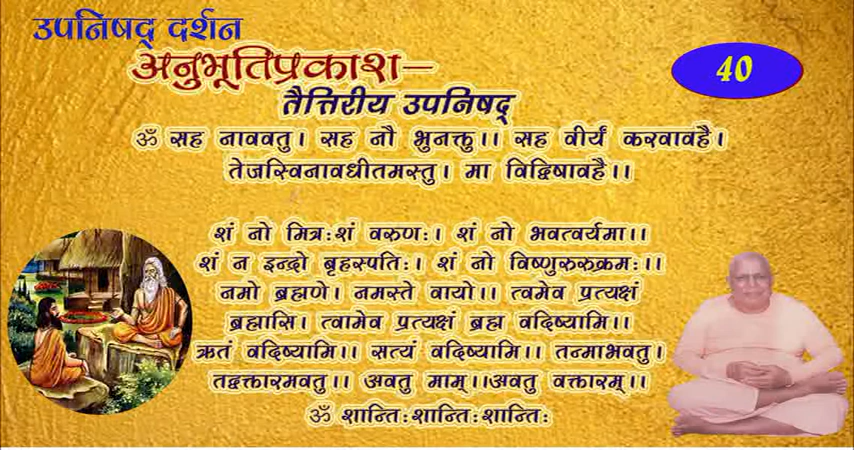 उपनिषद् दर्शन
अनुभूतिप्रकाश–
40
तैत्तिरीय उपनिषद्
ॐ सह नाववतु। सह नौ भुनक्तु।। सह वीर्यं करवावहै।
तेजस्विनावधीतमस्तु। मा विद्विषावहै।।
शं नो मित्र:शं वरुण:। शं नो भवत्वर्यमा।।
शं न इन्द्रो बृहस्पति:। शं नो विष्णुरुरुक्रम:।।
नमो ब्रह्मणे। नमस्ते वायो।। त्वमेव प्रत्यक्षं
ब्रह्मासि। त्वामेव प्रत्यक्षं ब्रह्म वदिष्यामि।।
ऋतं वदिष्यामि।। सत्यं वदिष्यामि।। तन्माभवतु।
तद्वक्तारमवतु।। अवतु माम्।।अवतु वक्तारम्।।
ॐ शान्ति:शान्ति:शान्ति: